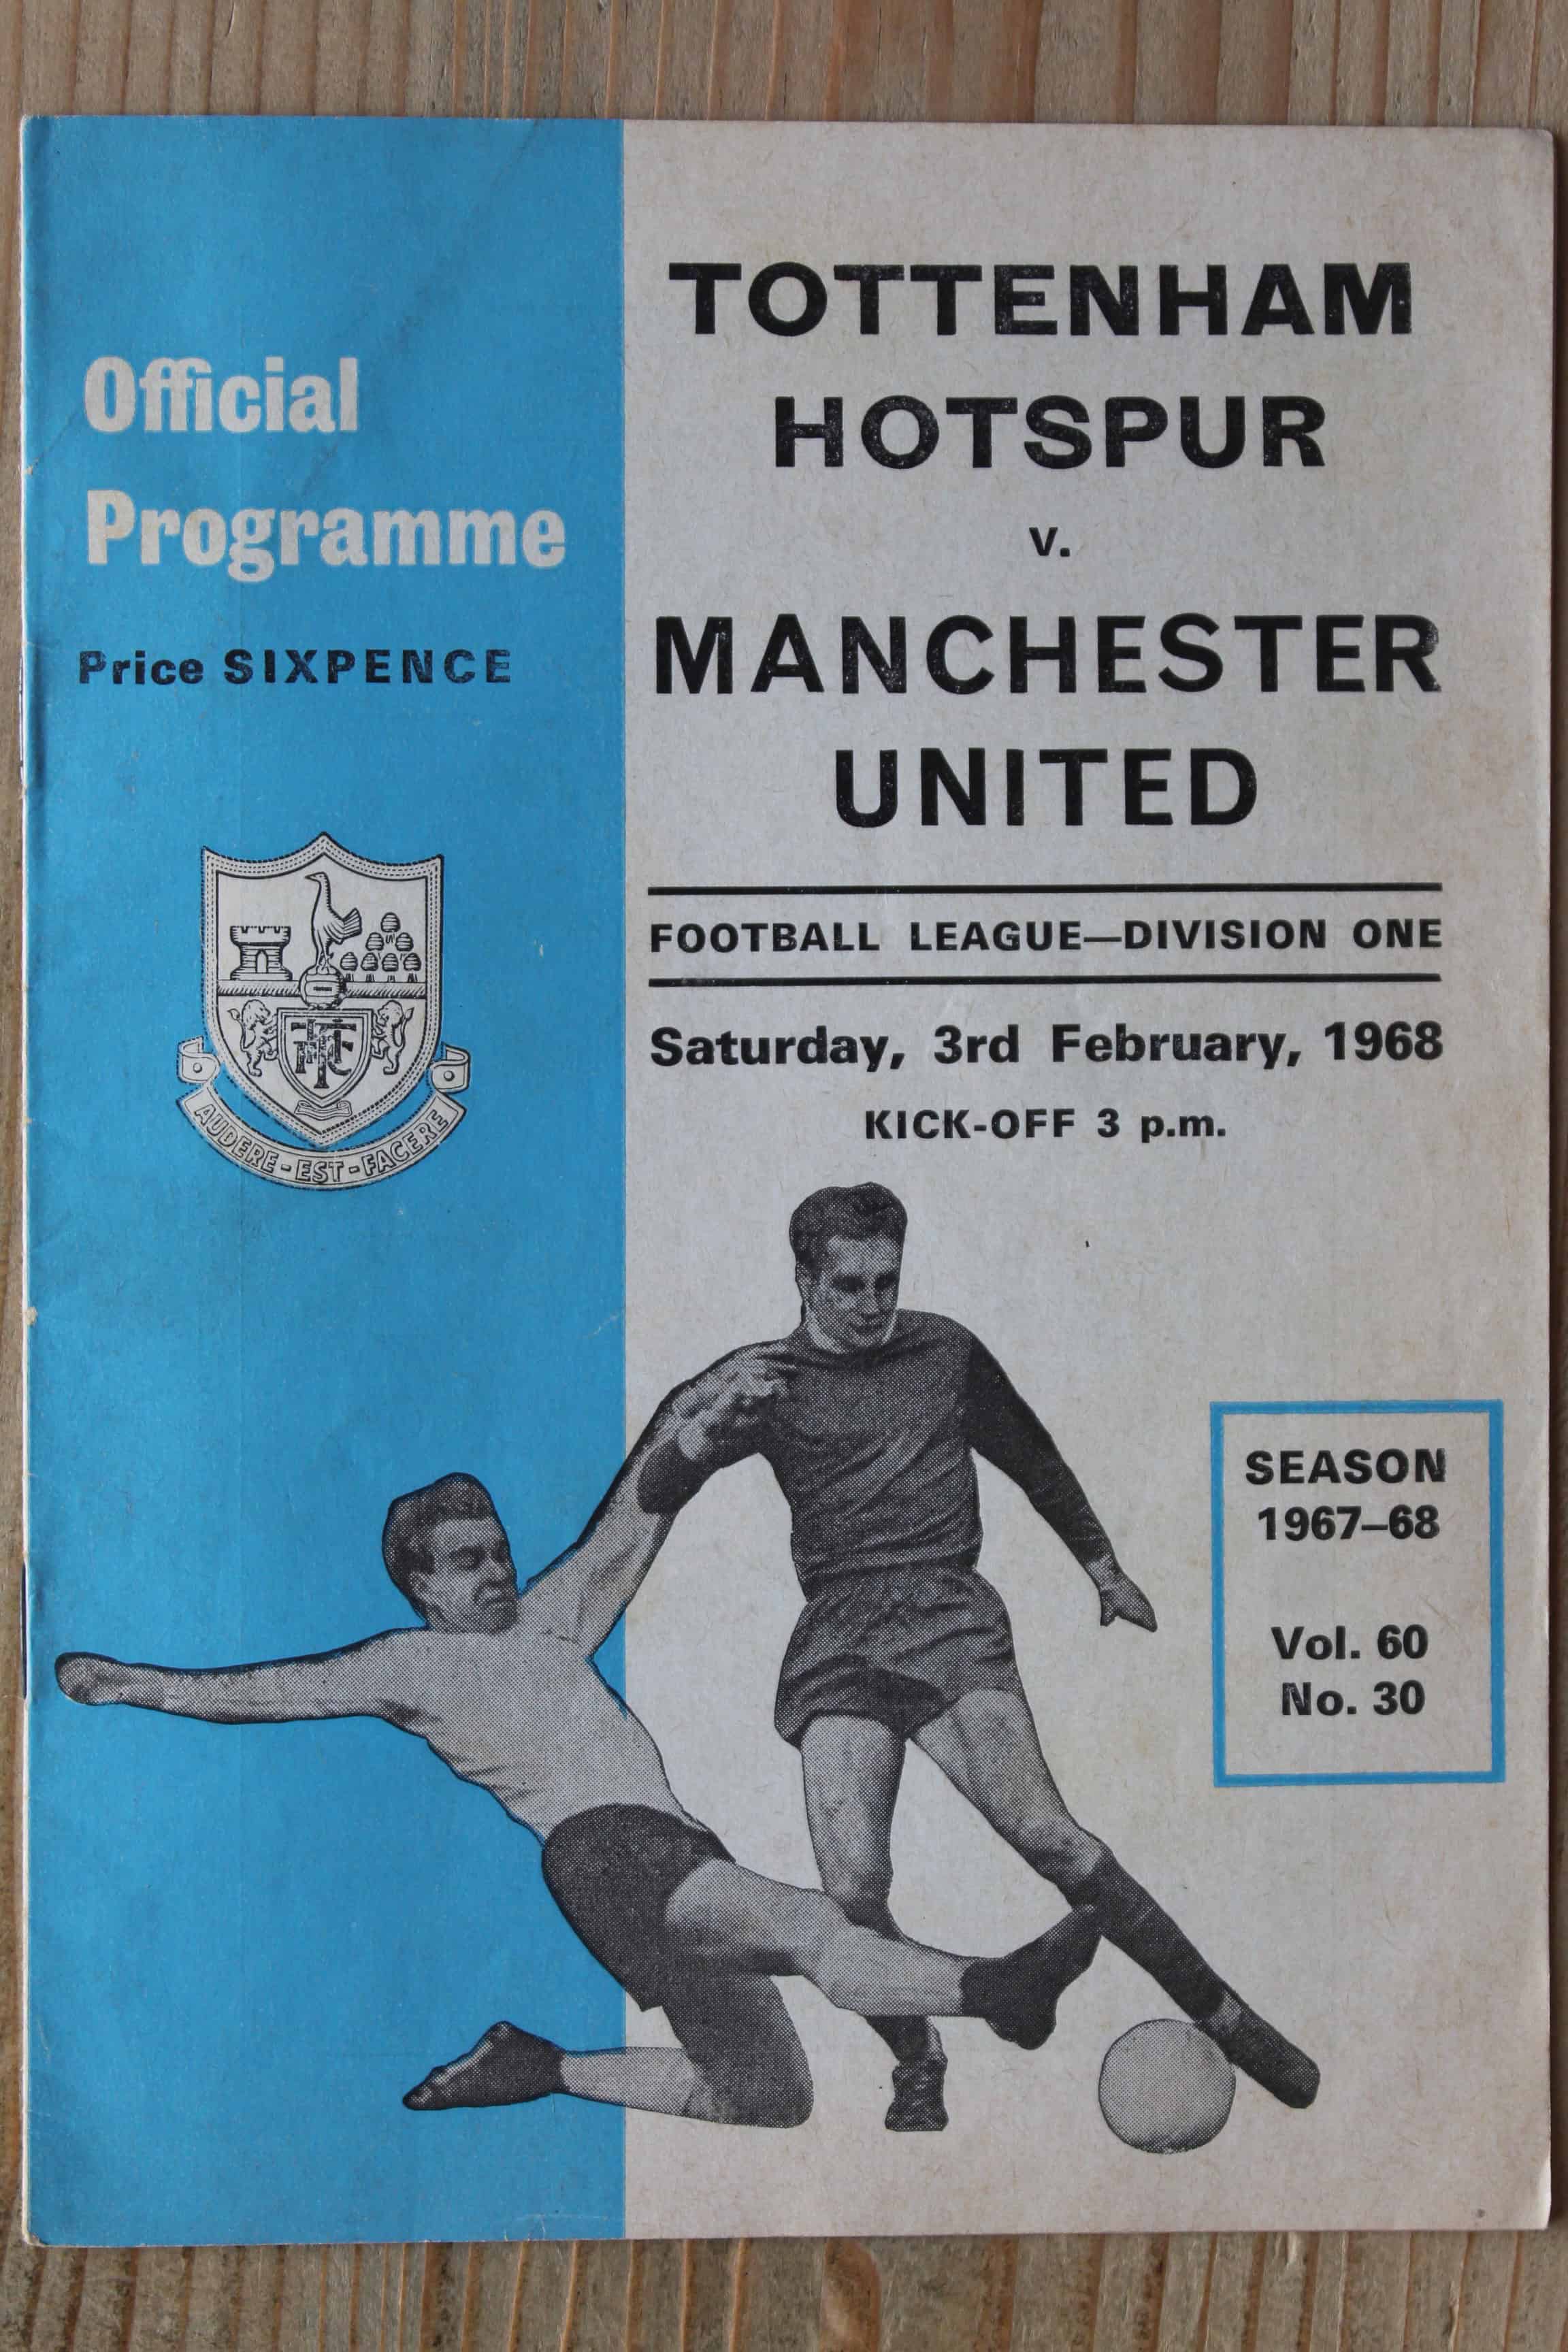 Official
Programme
Price SIXPENCE
AUDERE-EST-FACERE
TOTTENHAM
HOTSPUR
v.
MANCHESTER
UNITED
FOOTBALL LEAGUE—DIVISION ONE
Saturday, 3rd February, 1968
KICK-OFF 3 p.m.
SEASON
1967–68
Vol. 60
No. 30